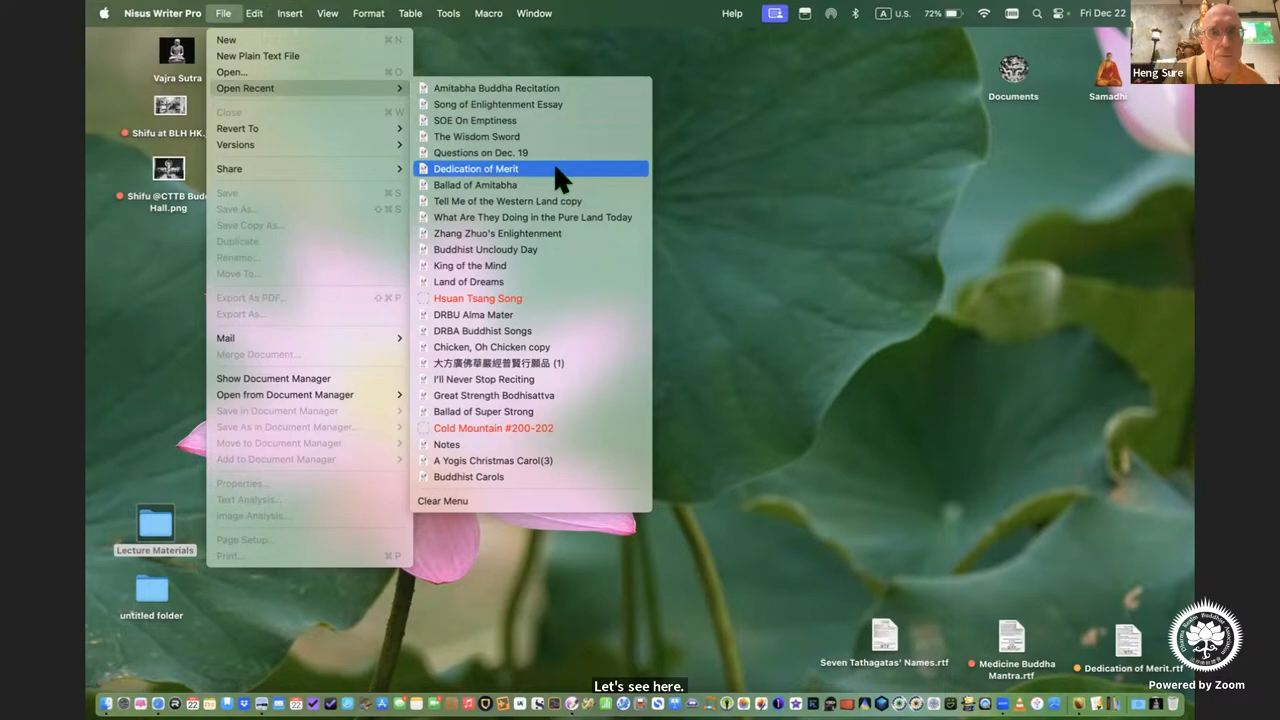 Nisus Writer Pro File Edit Insert View Format Table Tools Macro Window Help A U.S. 72% Fri Dec 22
New ⌘N
New Plain Text File
Open... ⌘O
Open Recent
Close ⌘W
Revert To
Versions
Share
Save ⌘S
Save As... ⇧⌘S
Save Copy As...
Duplicate
Rename...
Move To...
Export As PDF... ⇧⌘P
Export As...
Mail
Merge Document...
Show Document Manager
Open from Document Manager
Save in Document Manager
Save As in Document Manager...
Move to Document Manager
Add to Document Manager
Properties...
Text Analysis...
Image Analysis...
Page Setup...
Print... ⌘P
Amitabha Buddha Recitation
Song of Enlightenment Essay
SOE On Emptiness
The Wisdom Sword
Questions on Dec. 19
Dedication of Merit
Ballad of Amitabha
Tell Me of the Western Land copy
What Are They Doing in the Pure Land Today
Zhang Zhuo's Enlightenment
Buddhist Uncloudy Day
King of the Mind
Land of Dreams
Hsuan Tsang Song
DRBU Alma Mater
DRBA Buddhist Songs
Chicken, Oh Chicken copy
大方廣佛華嚴經普賢行願品 (1)
I'll Never Stop Reciting
Great Strength Bodhisattva
Ballad of Super Strong
Cold Mountain #200-202
Notes
A Yogis Christmas Carol(3)
Buddhist Carols
Clear Menu
Vajra Sutra
Shifu at BLH HK.
Shifu @CTTB Bud
Hall.png
Lecture Materials
untitled folder
Documents
Samadhi
Heng Sure
Seven Tathagatas' Names.rtf
Medicine Buddha
Mantra.rtf
Dedication of Merit.rtf
Let's see here.
Powered by Zoom